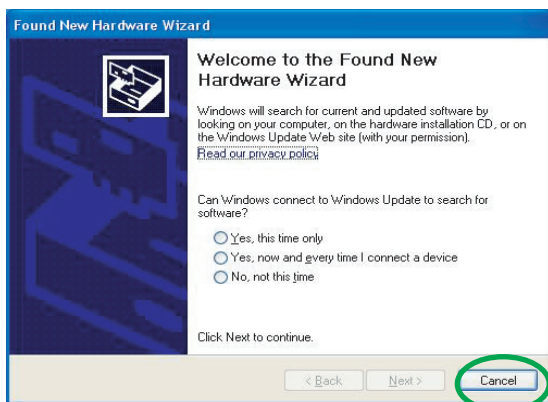 Found New Hardware Wizard
Welcome to the Found New
Hardware Wizard
Windows will search for current and updated software by
looking on your computer, on the hardware installation CD, or on
the Windows Update Web site (with your permission).
Read our privacy policy
Can Windows connect to Windows Update to search for
software?
Yes, this time only
Yes, now and every time I connect a device
No, not this time
Click Next to continue.
< Back
Next >
Cancel